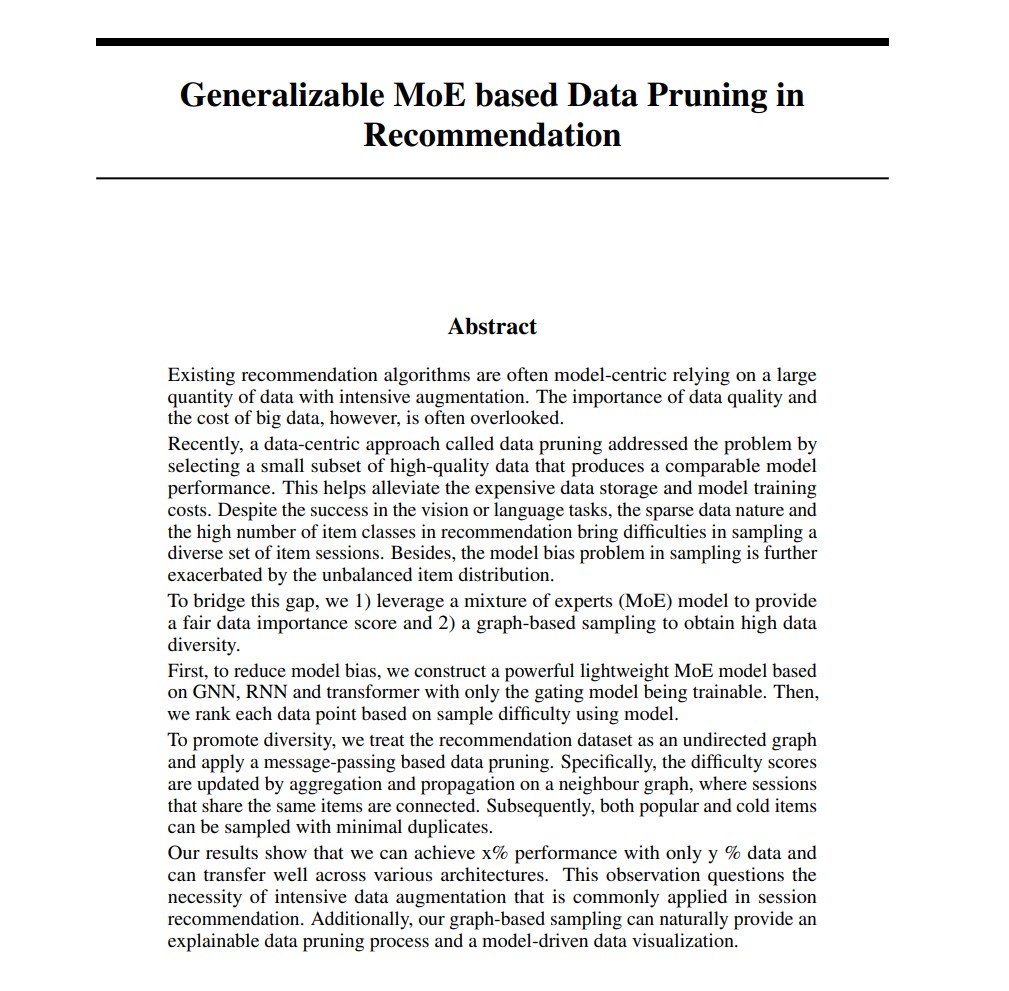 Generalizable MoE based Data Pruning in
Recommendation
Abstract
Existing recommendation algorithms are often model-centric relying on a large
quantity of data with intensive augmentation. The importance of data quality and
the cost of big data, however, is often overlooked.
Recently, a data-centric approach called data pruning addressed the problem by
selecting a small subset of high-quality data that produces a comparable model
performance. This helps alleviate the expensive data storage and model training
costs. Despite the success in the vision or language tasks, the sparse data nature and
the high number of item classes in recommendation bring difficulties in sampling a
diverse set of item sessions. Besides, the model bias problem in sampling is further
exacerbated by the unbalanced item distribution.
To bridge this gap, we 1) leverage a mixture of experts (MoE) model to provide
a fair data importance score and 2) a graph-based sampling to obtain high data
diversity.
First, to reduce model bias, we construct a powerful lightweight MoE model based
on GNN, RNN and transformer with only the gating model being trainable. Then,
we rank each data point based on sample difficulty using model.
To promote diversity, we treat the recommendation dataset as an undirected graph
and apply a message-passing based data pruning. Specifically, the difficulty scores
are updated by aggregation and propagation on a neighbour graph, where sessions
that share the same items are connected. Subsequently, both popular and cold items
can be sampled with minimal duplicates.
Our results show that we can achieve x% performance with only y % data and
can transfer well across various architectures. This observation questions the
necessity of intensive data augmentation that is commonly applied in session
recommendation. Additionally, our graph-based sampling can naturally provide an
explainable data pruning process and a model-driven data visualization.